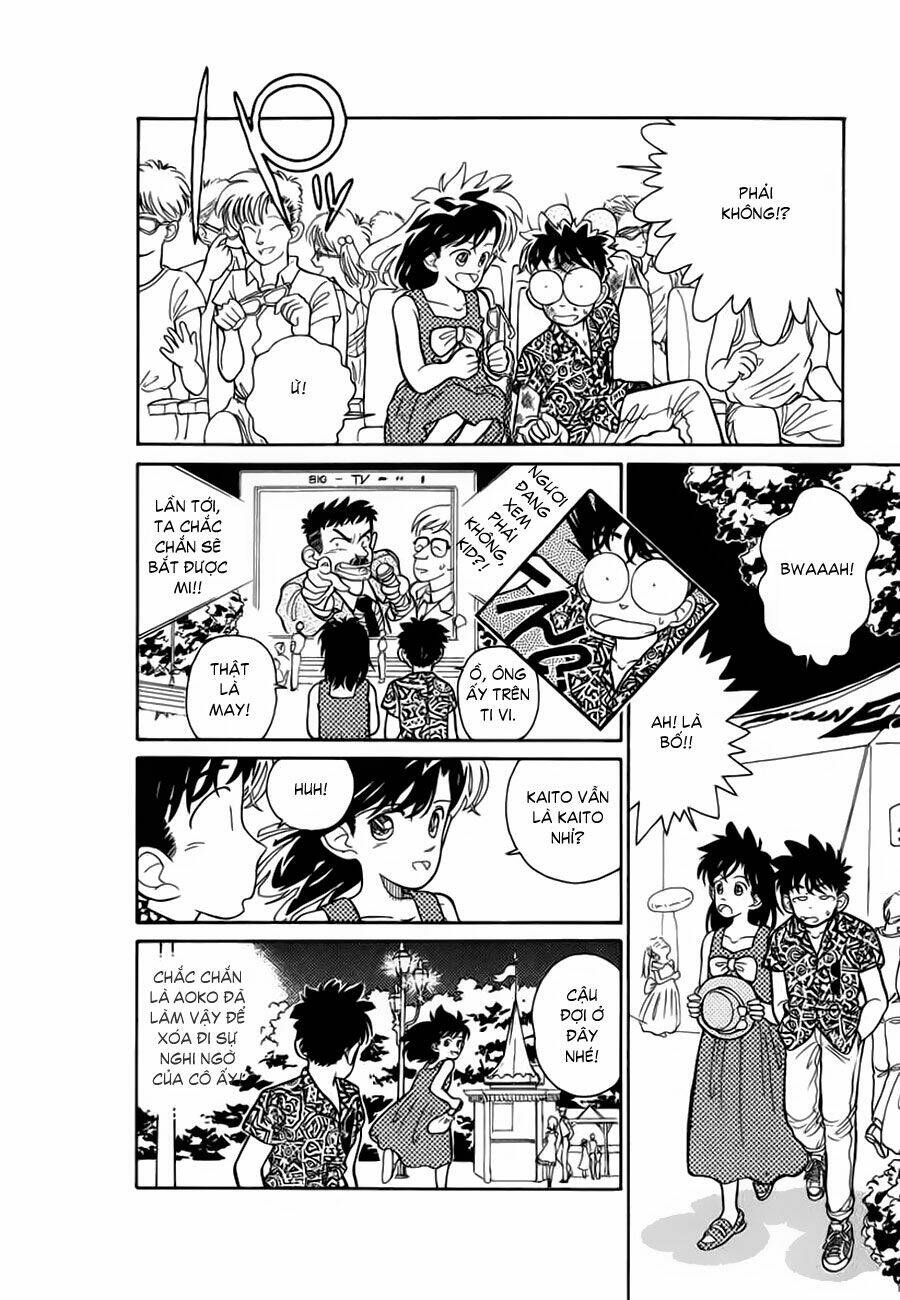 PHẢI
KHÔNG!?
Ừ!
BWAAAH!
AH! LÀ
BỐ!!
BIG - TV
LẦN TỚI,
TA CHẮC
CHẮN SẼ
BẮT ĐƯỢC
MI!!
NGƯƠI
ĐANG
XEM
PHẢI
KHÔNG,
KID?!
THẬT
LÀ
MAY!
Ồ, ÔNG
ẤY TRÊN
TI VI.
KAITO VẪN
LÀ KAITO
NHỈ?
HUH!
CẬU
ĐỢI Ở
ĐÂY
NHÉ!
CHẮC CHẮN
LÀ AOKO ĐÃ
LÀM VẬY ĐỂ
XÓA ĐI SỰ
NGHI NGỜ
CỦA CÔ ẤY!